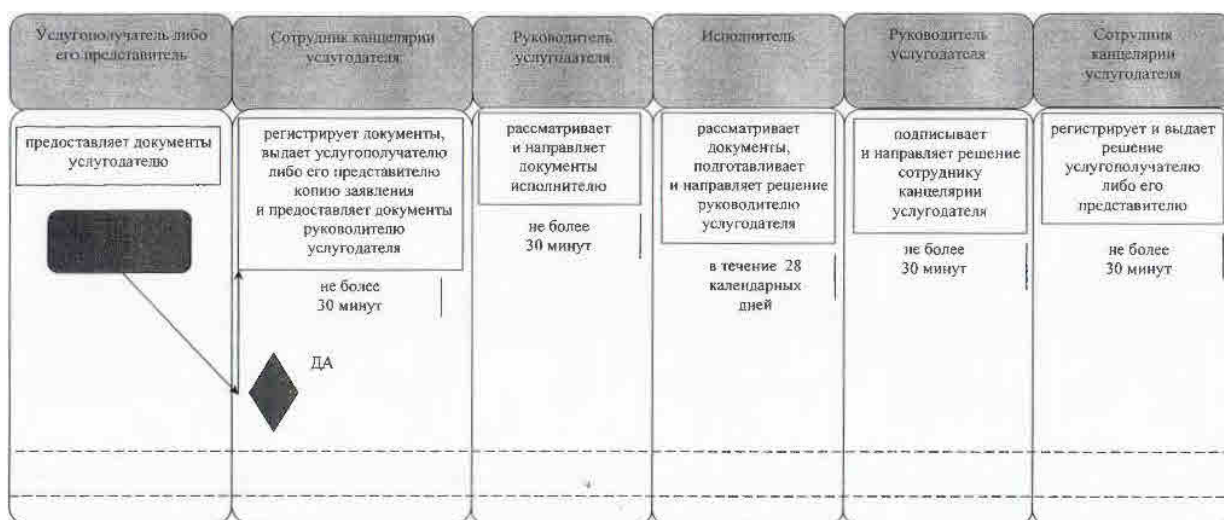 Услугополучатель либо
его представитель
Сотрудник канцелярии
услугодателя
Руководитель
услугодателя
Исполнитель
Руководитель
услугодателя
Сотрудник
канцелярии
услугодателя
предоставляет документы
услугодателю
регистрирует документы,
выдает услугополучателю
либо его представителю
копию заявления
и предоставляет документы
руководителю
услугодателя
не более
30 минут
ДА
рассматривает
и направляет
документы
исполнителю
не более
30 минут
рассматривает
документы,
подготавливает
и направляет решение
руководителю
услугодателя
в течение 28
календарных
дней
подписывает
и направляет решение
сотруднику
канцелярии
услугодателя
не более
30 минут
регистрирует и выдает
решение
услугополучателю
либо его
представителю
не более
30 минут